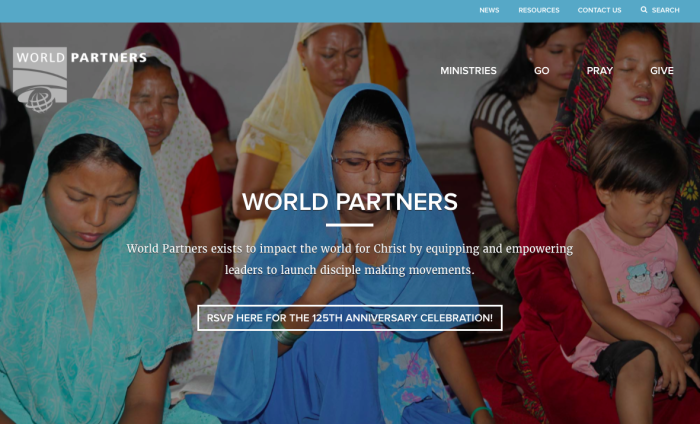 NEWS RESOURCES CONTACT US SEARCH
WORLD PARTNERS
MINISTRIES GO PRAY GIVE
WORLD PARTNERS
World Partners exists to impact the world for Christ by equipping and empowering
leaders to launch disciple making movements.
RSVP HERE FOR THE 125TH ANNIVERSARY CELEBRATION!